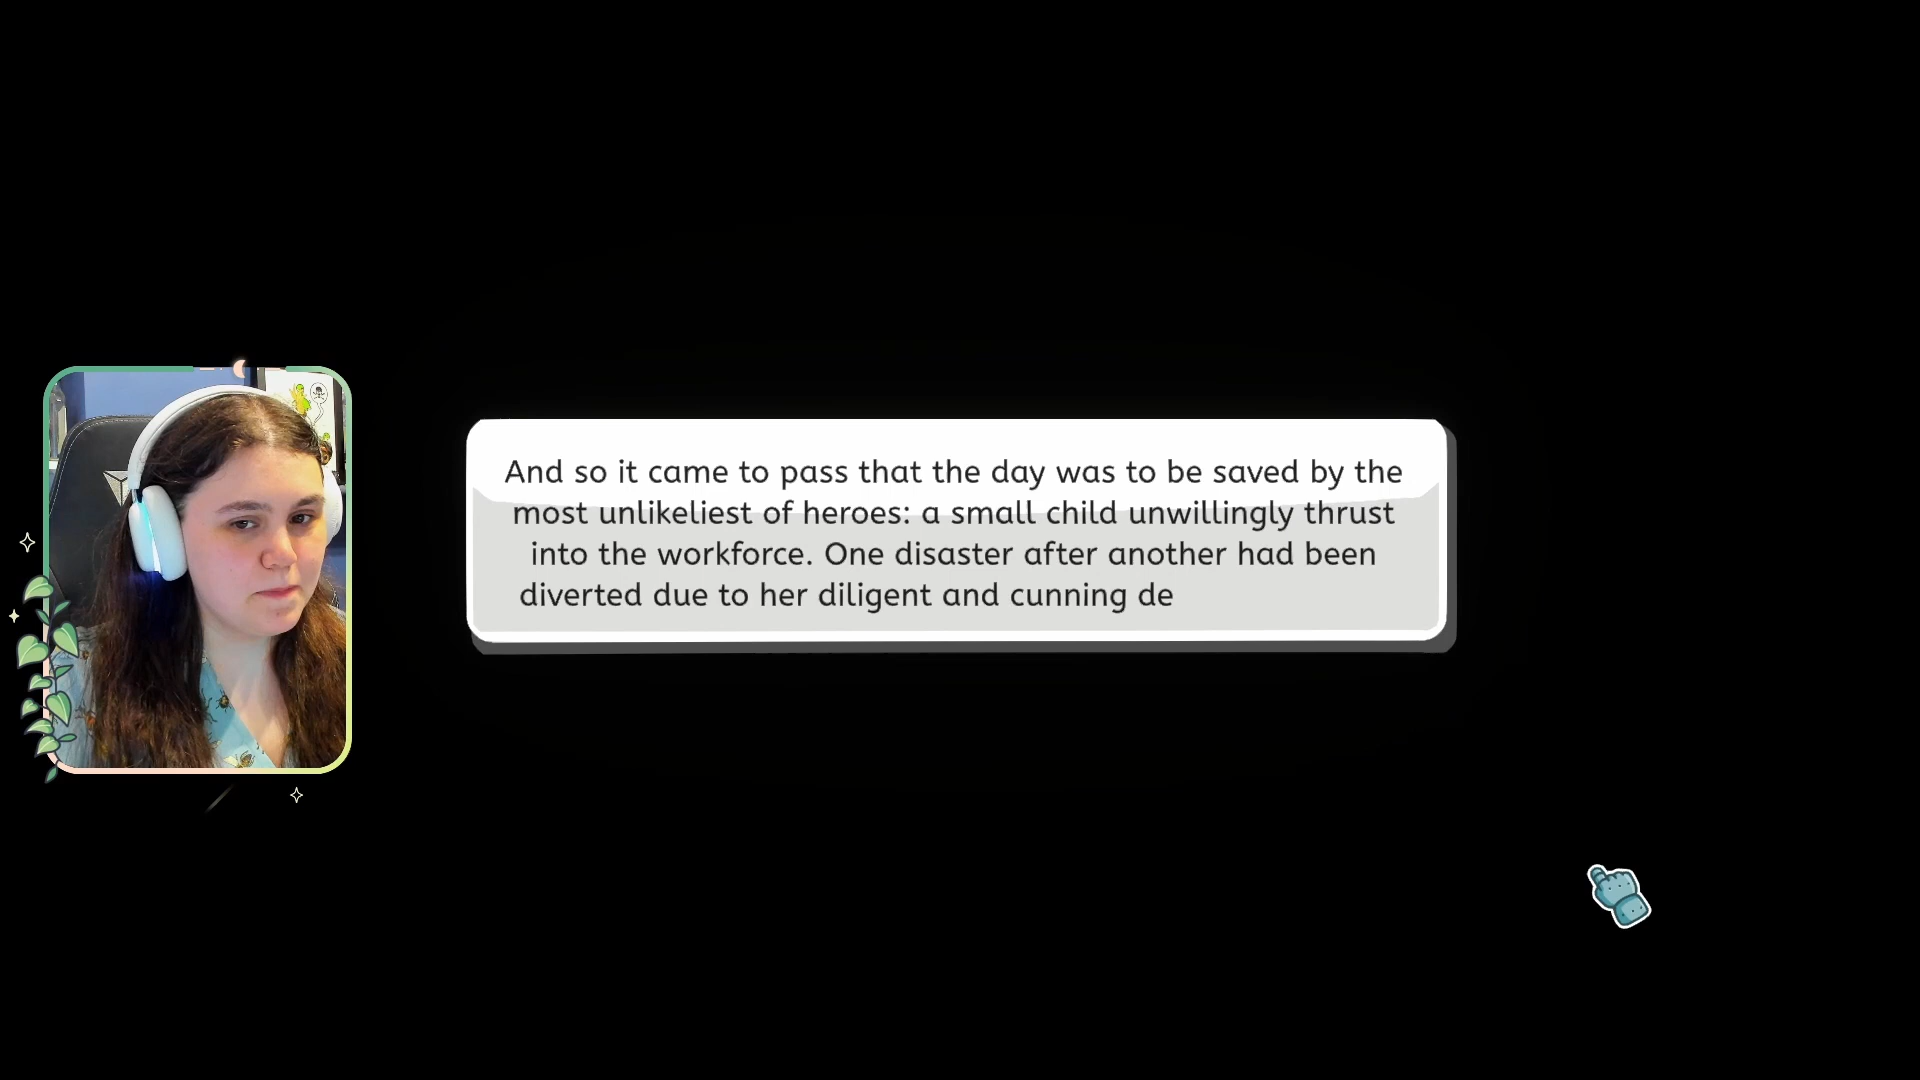 And so it came to pass that the day was to be saved by the
most unlikeliest of heroes: a small child unwillingly thrust
into the workforce. One disaster after another had been
diverted due to her diligent and cunning de